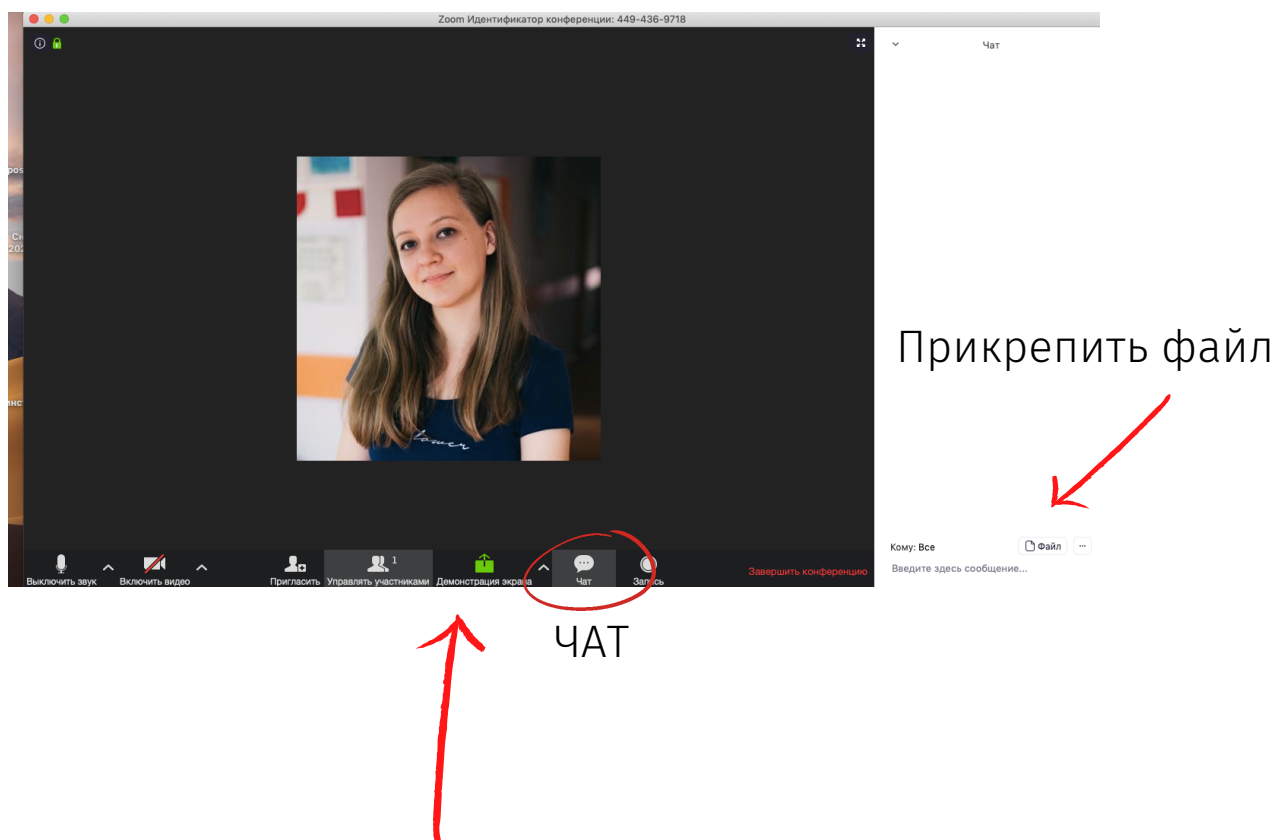 Zoom Идентификатор конференции: 449-436-9718
Чат
Прикрепить файл
Кому: Все
Файл
Введите здесь сообщение...
1
Выключить звук
Включить видео
Пригласить
Управлять участниками
Демонстрация экрана
Чат
Запись
Завершить конференцию
ЧАТ